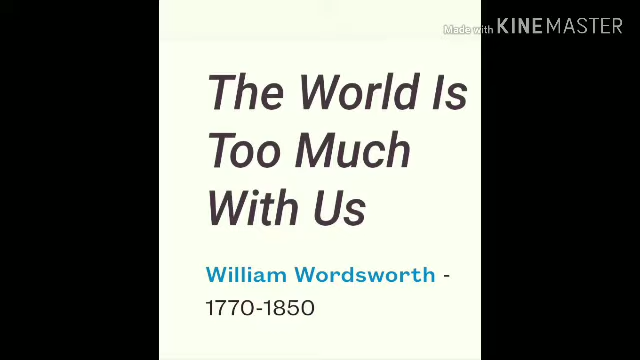 Made with KINEMASTER
The World Is
Too Much
With Us
William Wordsworth -
1770-1850